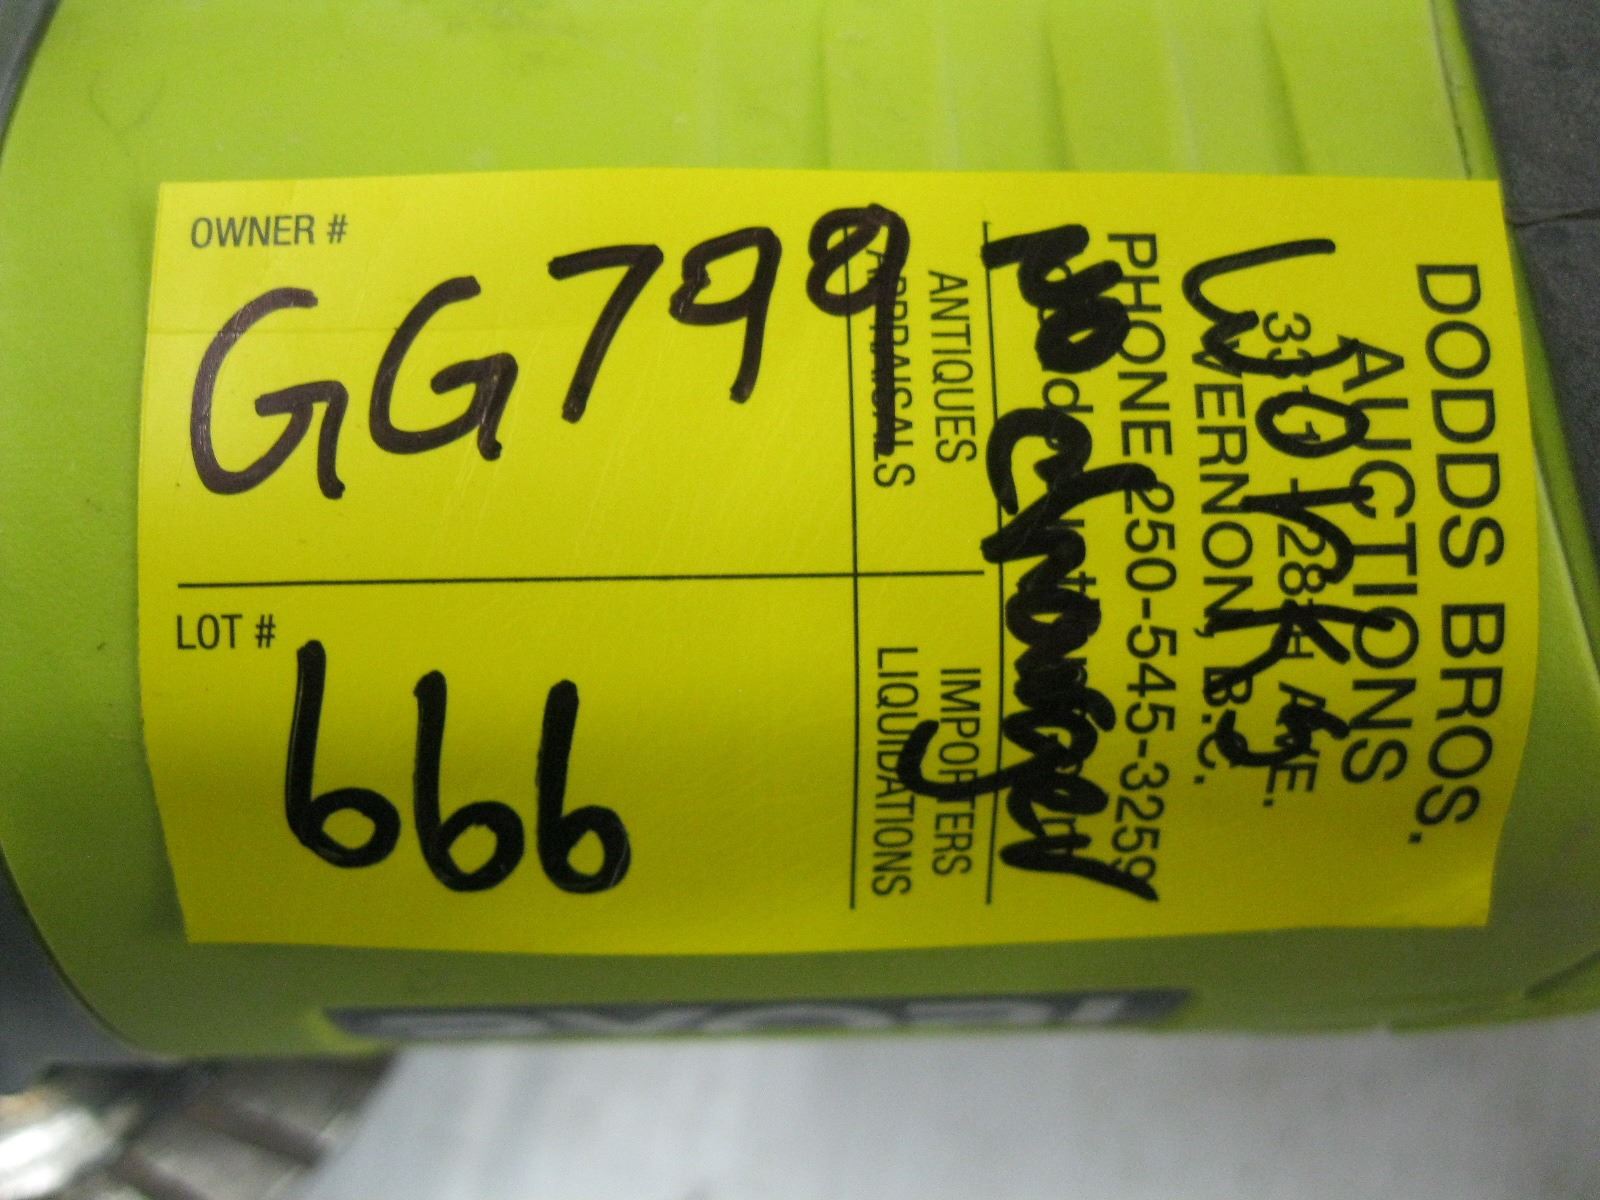 DODDS BROS.
AUCTIONS
VERNON, B.C.
PHONE 250-545-3259
Works
no charger
ANTIQUES
APPRAISALS
IMPORTERS
LIQUIDATIONS
OWNER #
GG799
LOT #
666
RYOBI